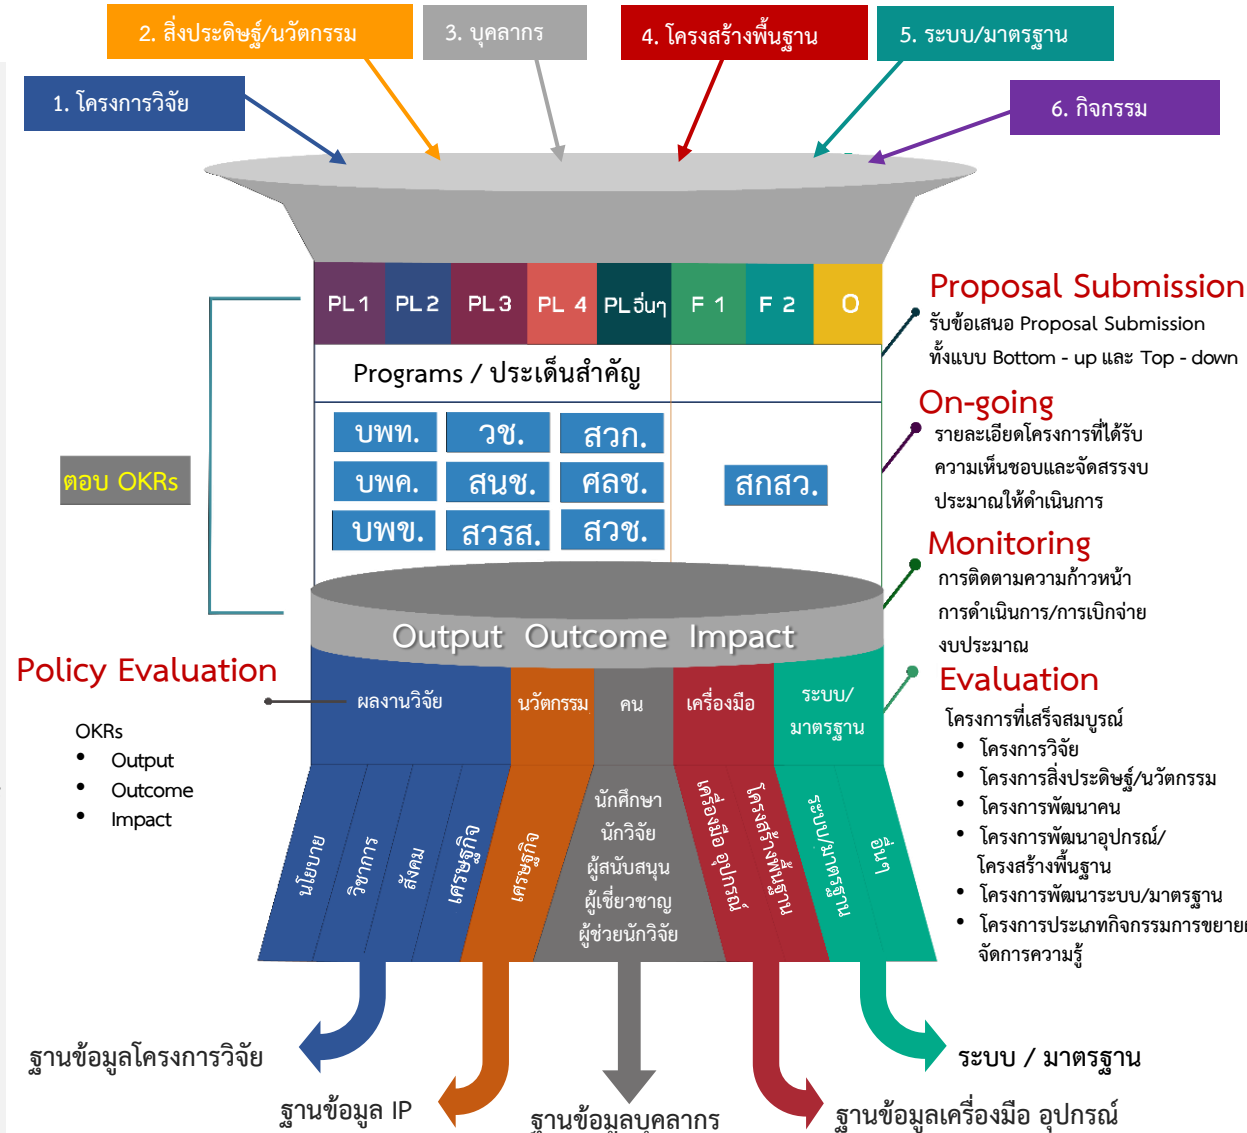 2. สิ่งประดิษฐ์/นวัตกรรม
3. บุคลากร
4. โครงสร้างพื้นฐาน
5. ระบบ/มาตรฐาน
1. โครงการวิจัย
6. กิจกรรม
PL 1
PL 2
PL 3
PL 4
PL อื่นๆ
F 1
F 2
O
Programs / ประเด็นสำคัญ
บพท.
วช.
สวก.
บพค.
สนช.
ศลช.
บพข.
สวรส.
สวช.
สกสว.
ตอบ OKRs
Proposal Submission
รับข้อเสนอ Proposal Submission
ทั้งแบบ Bottom - up และ Top - down
On-going
รายละเอียดโครงการที่ได้รับ
ความเห็นชอบและจัดสรรงบ
ประมาณให้ดำเนินการ
Monitoring
การติดตามความก้าวหน้า
การดำเนินการ/การเบิกจ่าย
งบประมาณ
Evaluation
โครงการที่เสร็จสมบูรณ์
• โครงการวิจัย
• โครงการสิ่งประดิษฐ์/นวัตกรรม
• โครงการพัฒนาคน
• โครงการพัฒนาอุปกรณ์/
โครงสร้างพื้นฐาน
• โครงการพัฒนาระบบ/มาตรฐาน
• โครงการประเภทกิจกรรมการขยาย
จัดการความรู้
Output Outcome Impact
Policy Evaluation
OKRs
• Output
• Outcome
• Impact
ผลงานวิจัย
นวัตกรรม
คน
เครื่องมือ
ระบบ/
มาตรฐาน
นโยบาย
วิชาการ
สังคม
เศรษฐกิจ
เศรษฐกิจ
นักศึกษา
นักวิจัย
ผู้สนับสนุน
ผู้เชี่ยวชาญ
ผู้ช่วยนักวิจัย
เครื่องมือ อุปกรณ์
โครงสร้างพื้นฐาน
ระบบ/มาตรฐาน
อื่นๆ
ฐานข้อมูลโครงการวิจัย
ฐานข้อมูล IP
ฐานข้อมูลบุคลากร
ฐานข้อมูลเครื่องมือ อุปกรณ์
ระบบ / มาตรฐาน